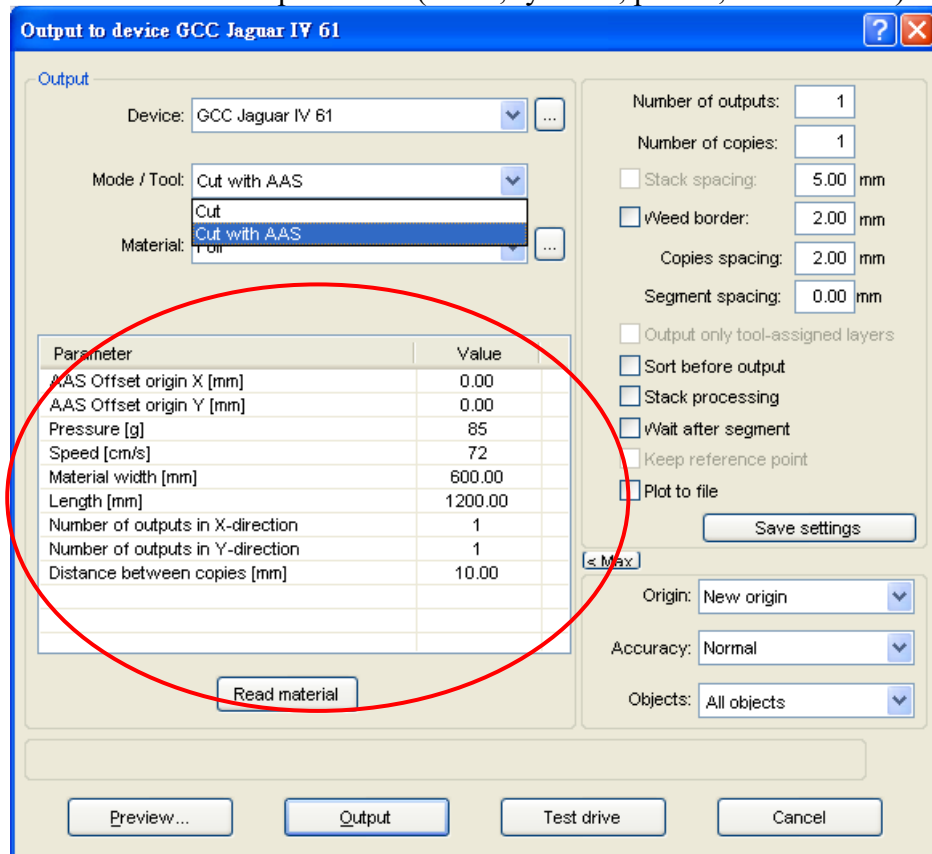 Output to device GCC Jaguar IV 61
Output
Device: GCC Jaguar IV 61 ...
Mode / Tool: Cut with AAS
Cut
Cut with AAS
Material: ...
Parameter Value
AAS Offset origin X [mm] 0.00
AAS Offset origin Y [mm] 0.00
Pressure [g] 85
Speed [cm/s] 72
Material width [mm] 600.00
Length [mm] 1200.00
Number of outputs in X-direction 1
Number of outputs in Y-direction 1
Distance between copies [mm] 10.00
Read material
Number of outputs: 1
Number of copies: 1
Stack spacing: 5.00 mm
Weed border: 2.00 mm
Copies spacing: 2.00 mm
Segment spacing: 0.00 mm
Output only tool-assigned layers
Sort before output
Stack processing
Wait after segment
Keep reference point
Plot to file
Save settings
< Max
Origin: New origin
Accuracy: Normal
Objects: All objects
Preview... Output Test drive Cancel